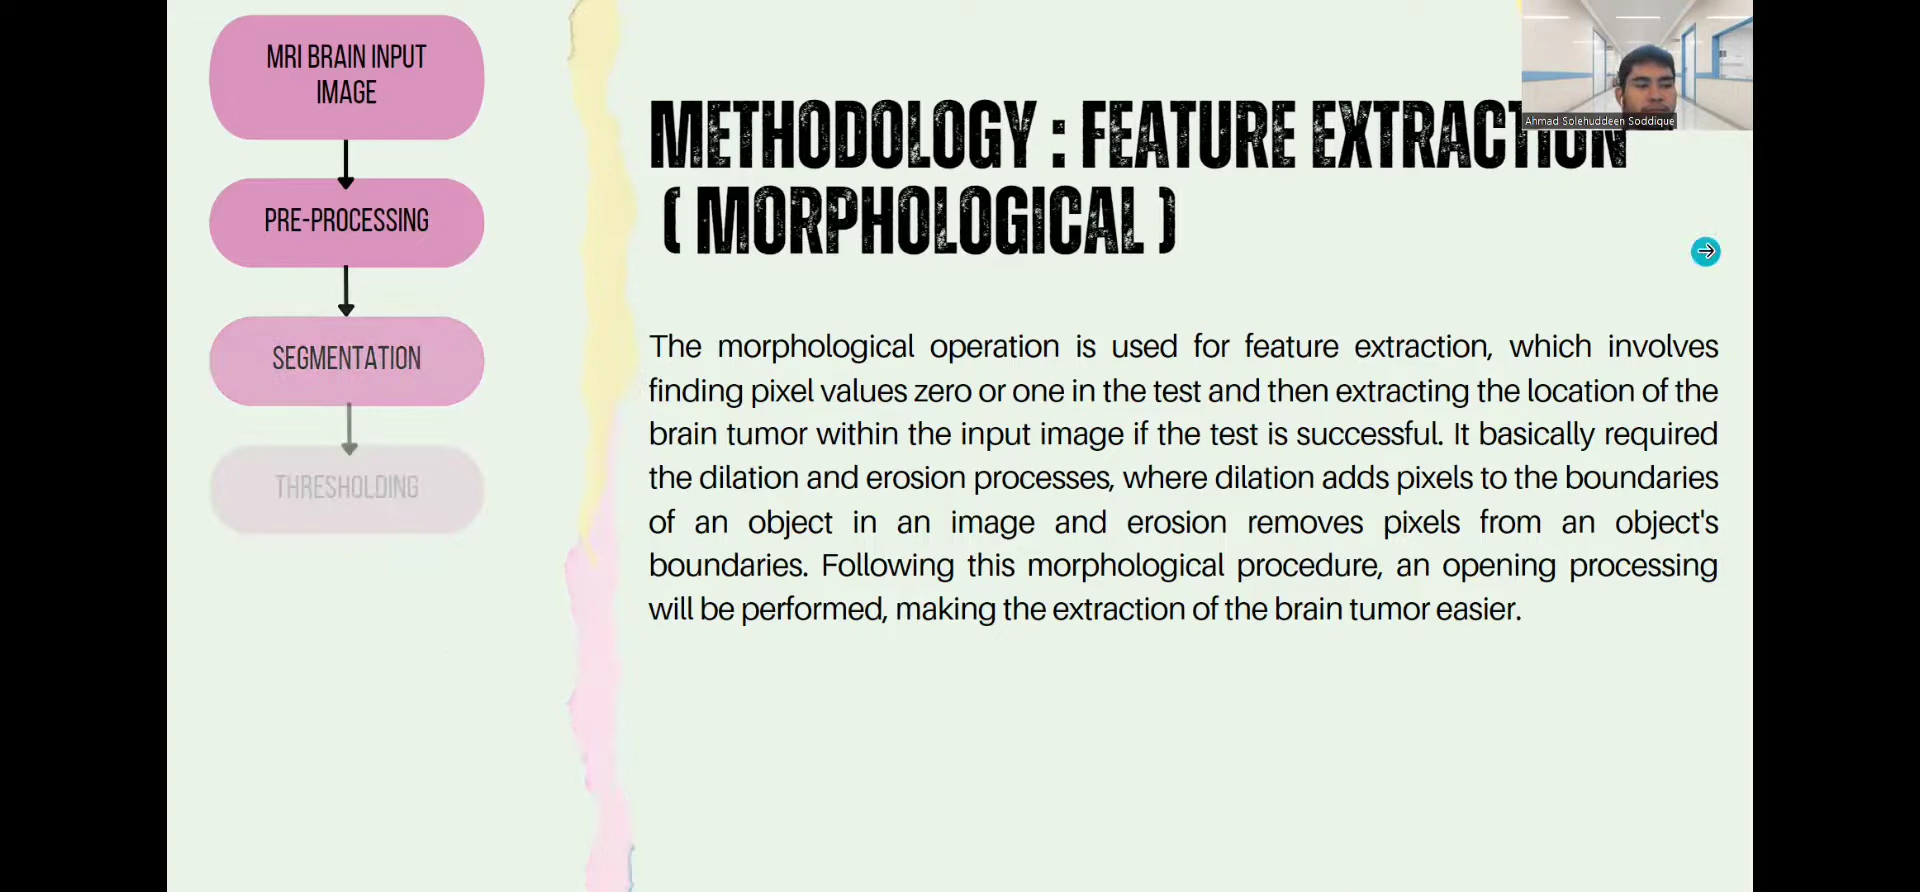 MRI BRAIN INPUT
IMAGE
PRE-PROCESSING
SEGMENTATION
THRESHOLDING
METHODOLOGY : FEATURE EXTRACTION
( MORPHOLOGICAL )
Ahmad Solehuddeen Soddique
The morphological operation is used for feature extraction, which involves
finding pixel values zero or one in the test and then extracting the location of the
brain tumor within the input image if the test is successful. It basically required
the dilation and erosion processes, where dilation adds pixels to the boundaries
of an object in an image and erosion removes pixels from an object's
boundaries. Following this morphological procedure, an opening processing
will be performed, making the extraction of the brain tumor easier.